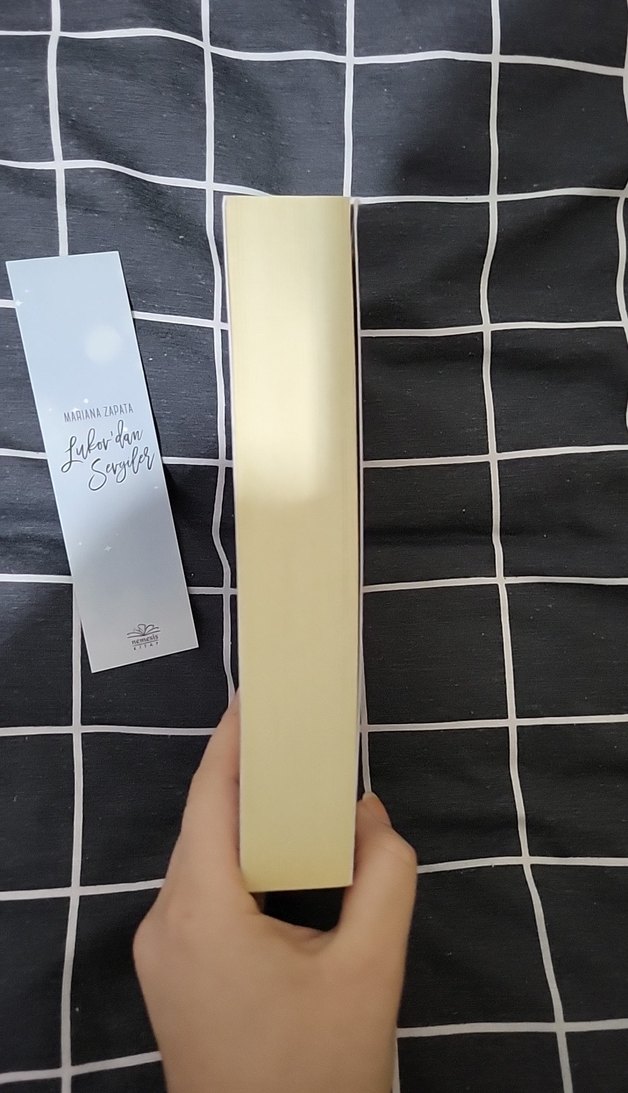 MARIANA ZAPATA
Lukov'dan
Sevgiler
nemesis
KİTAP